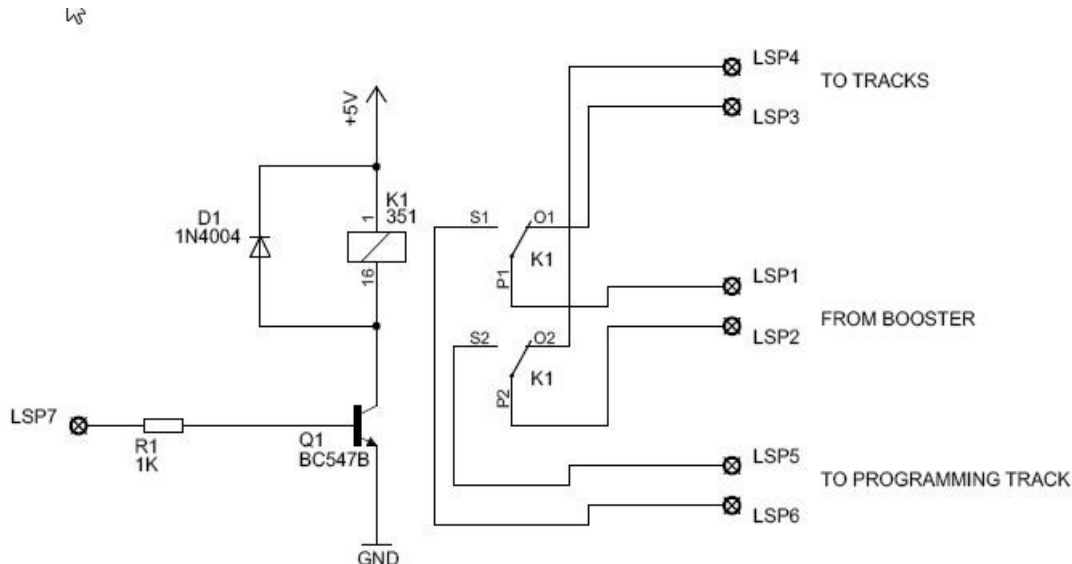 LSP4
TO TRACKS
LSP3
+5V
K1
351
1
16
D1
1N4004
S1
O1
K1
P1
LSP1
FROM BOOSTER
LSP2
S2
O2
K1
P2
LSP7
R1
1K
Q1
BC547B
LSP5
TO PROGRAMMING TRACK
LSP6
GND